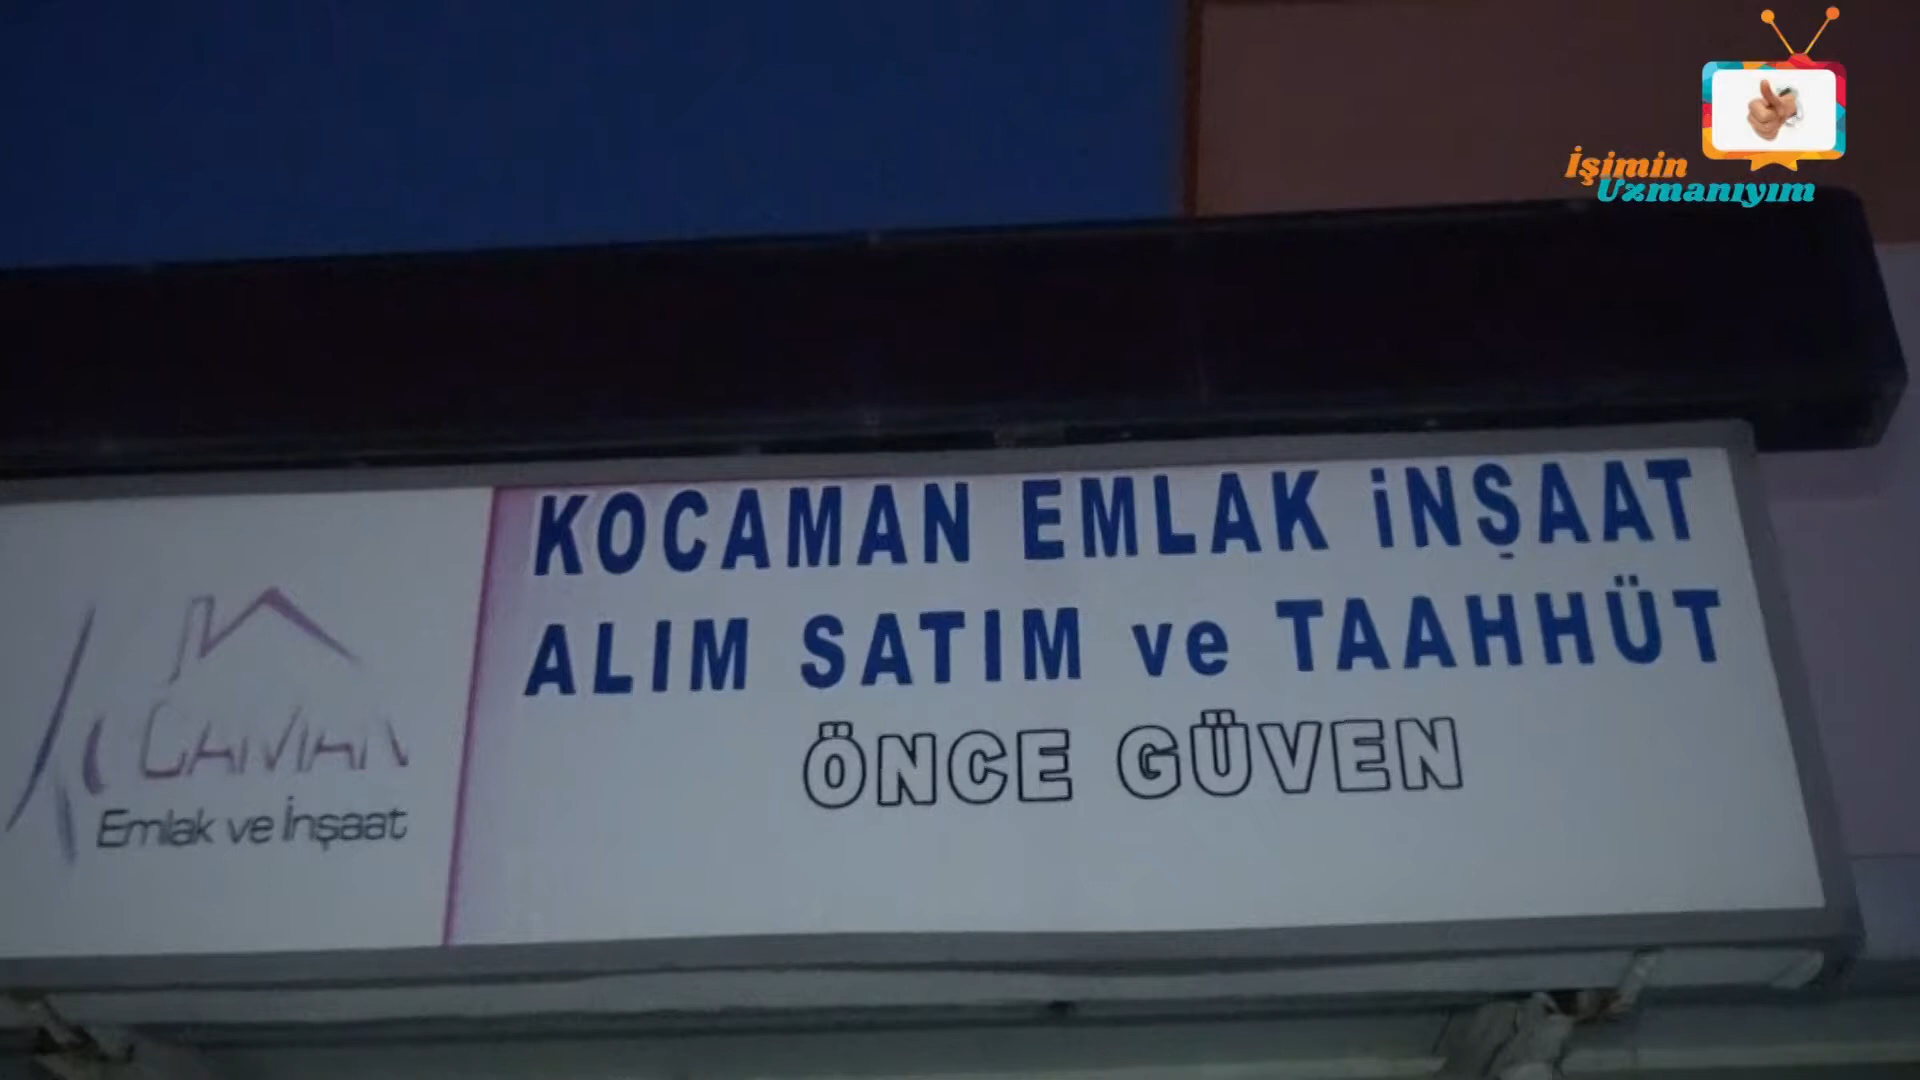 İşimin
Uzmanıyım
KOCAMAN EMLAK İNŞAAT
ALIM SATIM ve TAAHHÜT
ÖNCE GÜVEN
Emlak ve İnşaat